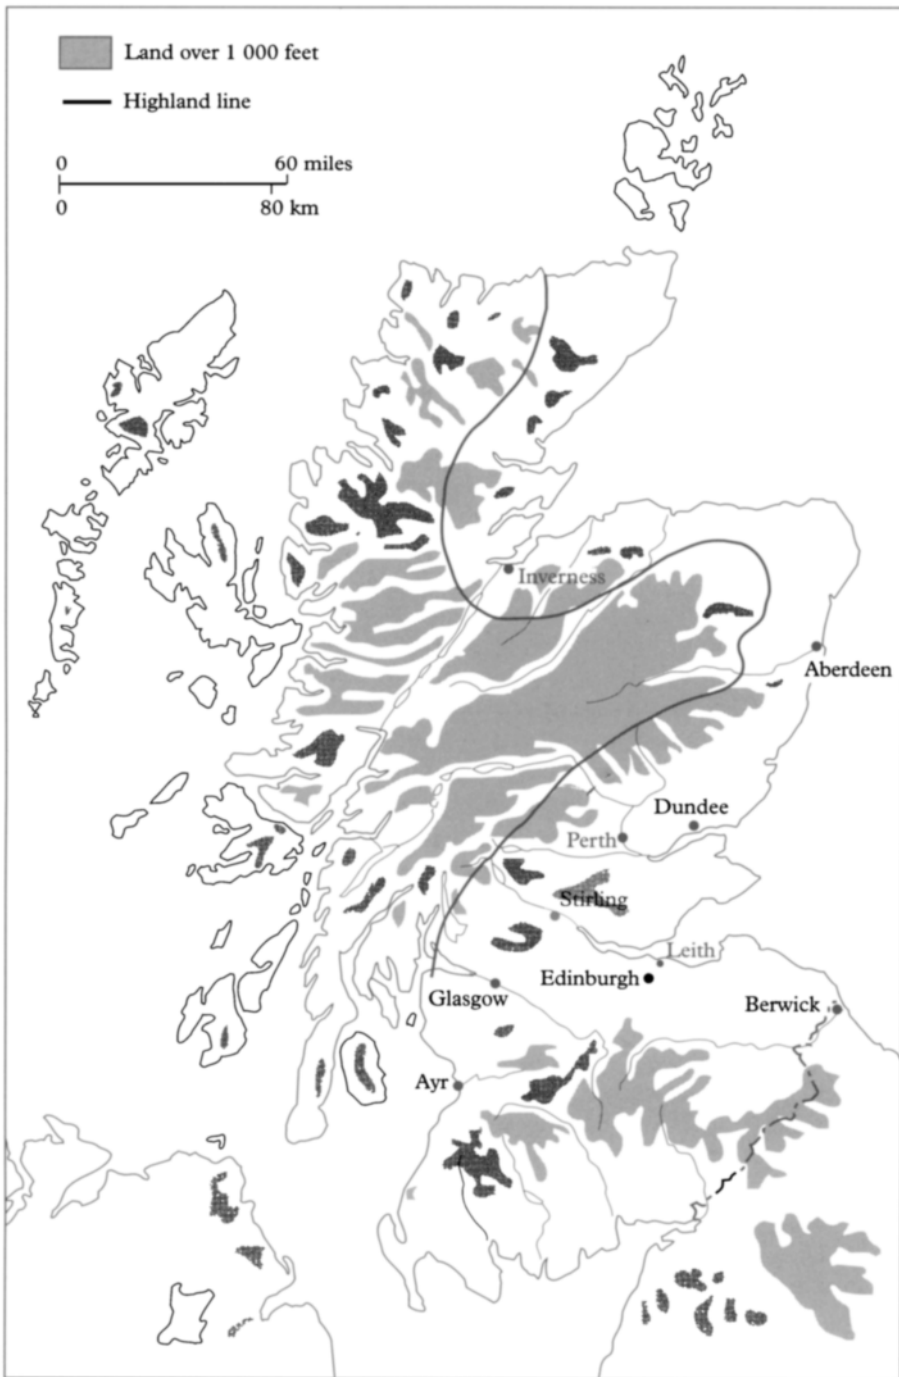 Land over 1 000 feet
Highland line
0 60 miles
0 80 km
Inverness
Aberdeen
Dundee
Perth
Stirling
Leith
Edinburgh
Glasgow
Berwick
Ayr